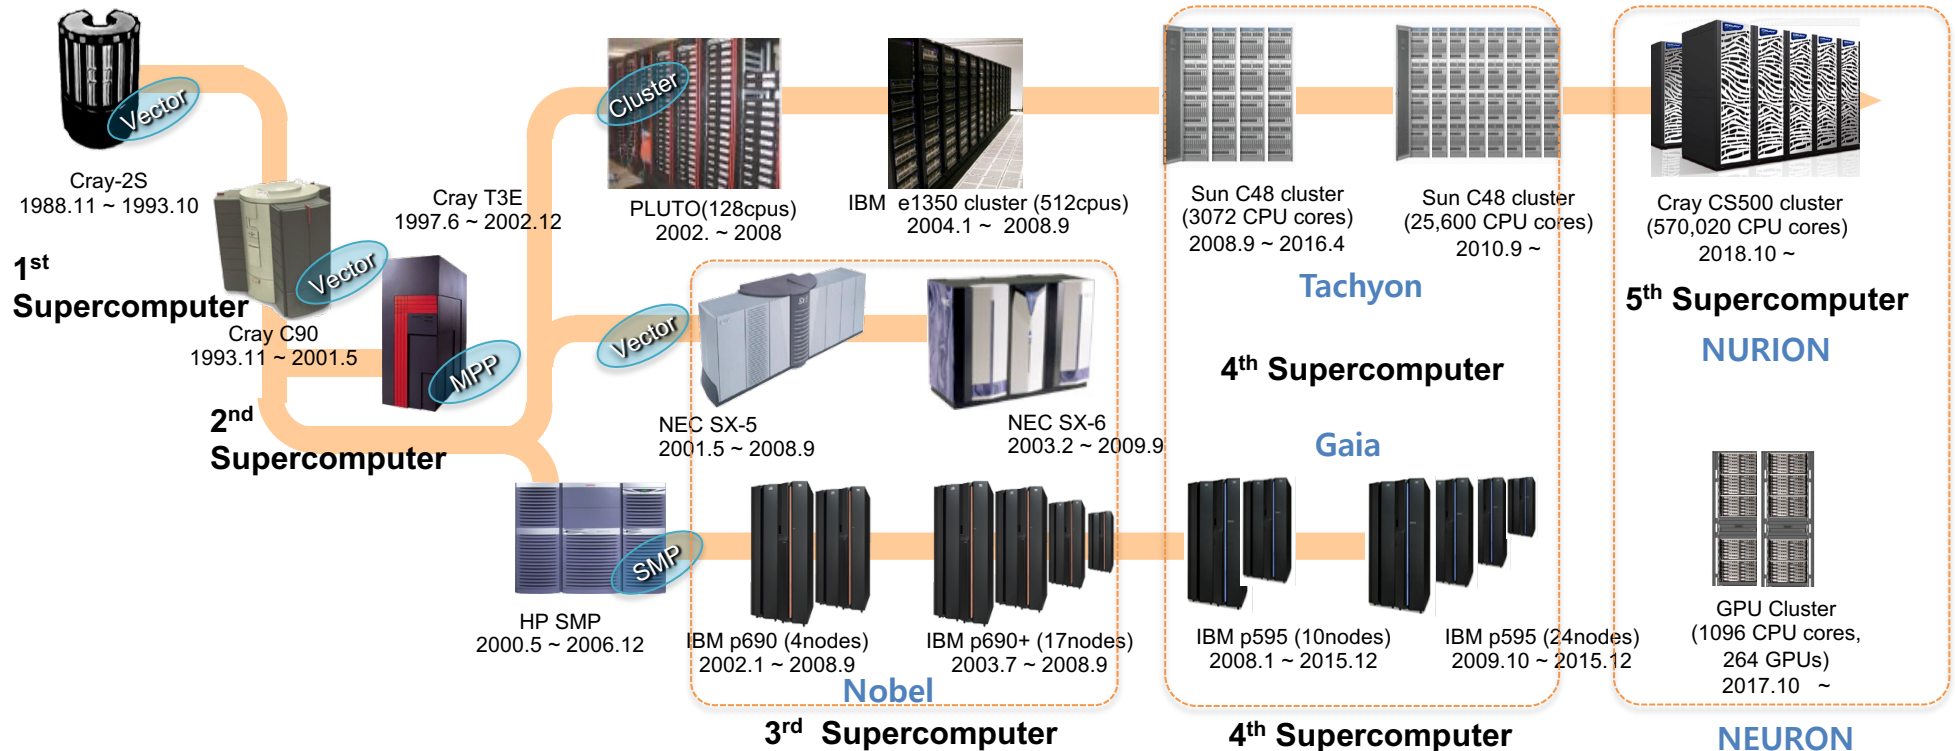 Vector
Cray-2S
1988.11 ~ 1993.10
1st
Supercomputer
Vector
Cray C90
1993.11 ~ 2001.5
2nd
Supercomputer
Cray T3E
1997.6 ~ 2002.12
MPP
Cluster
PLUTO(128cpus)
2002. ~ 2008
IBM e1350 cluster (512cpus)
2004.1 ~ 2008.9
Vector
NEC SX-5
2001.5 ~ 2008.9
NEC SX-6
2003.2 ~ 2009.9
SMP
HP SMP
2000.5 ~ 2006.12
IBM p690 (4nodes)
2002.1 ~ 2008.9
IBM p690+ (17nodes)
2003.7 ~ 2008.9
Nobel
3rd Supercomputer
Sun C48 cluster
(3072 CPU cores)
2008.9 ~ 2016.4
Sun C48 cluster
(25,600 CPU cores)
2010.9 ~
Tachyon
4th Supercomputer
Gaia
IBM p595 (10nodes)
2008.1 ~ 2015.12
IBM p595 (24nodes)
2009.10 ~ 2015.12
4th Supercomputer
Cray CS500 cluster
(570,020 CPU cores)
2018.10 ~
5th Supercomputer
NURION
GPU Cluster
(1096 CPU cores,
264 GPUs)
2017.10 ~
NEURON